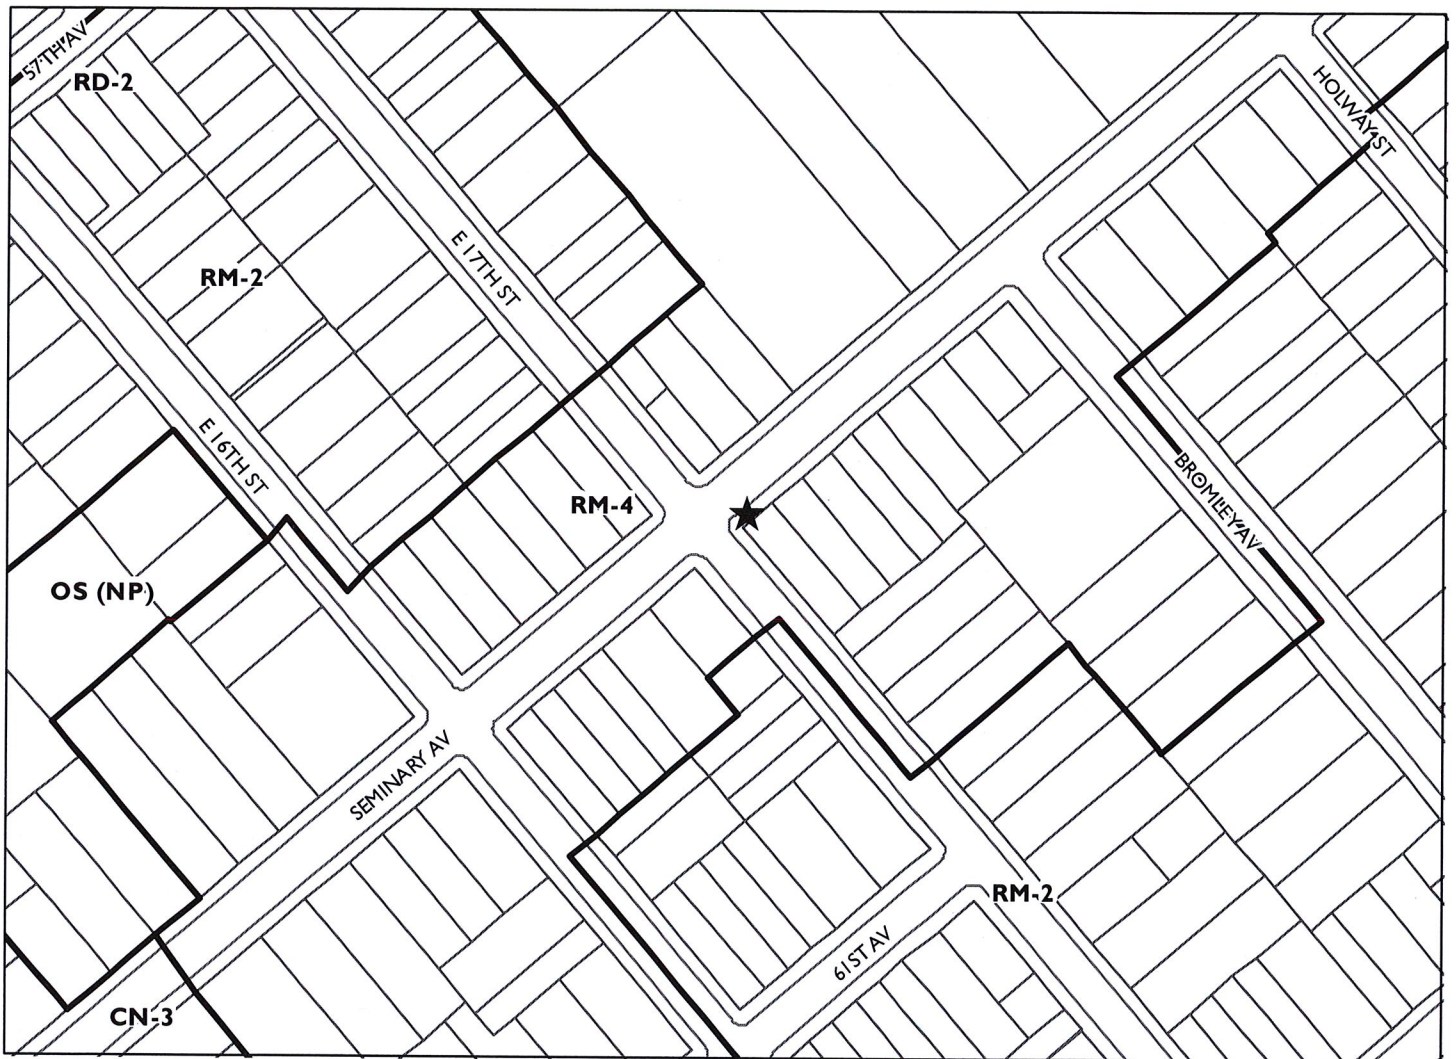 57TH AV
RD-2
HOLWAY ST
E 17TH ST
RM-2
E 16TH ST
BROMLEY AV
RM-4
OS (NP)
SEMINARY AV
RM-2
61ST AV
CN-3